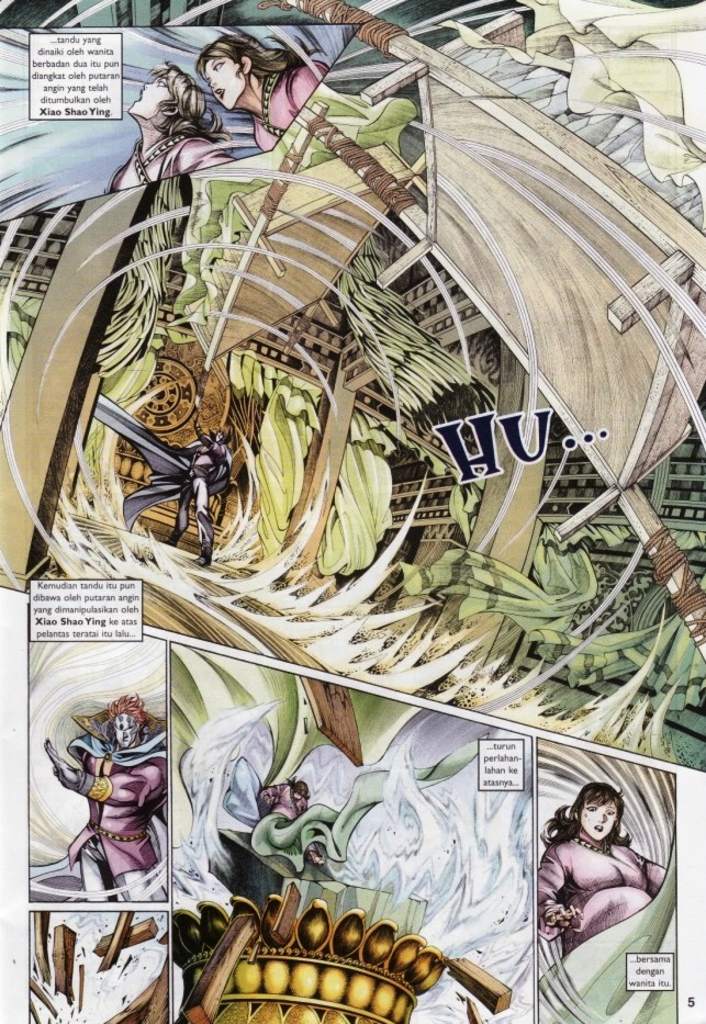 ...tandu yang
dinaiki oleh wanita
berbadan dua itu pun
diangkat oleh putaran
angin yang telah
ditumbulkan oleh
Xiao Shao Ying.
HU...
Kemudian tandu itu pun
dibawa oleh putaran angin
yang dimanipulasikan oleh
Xiao Shao Ying ke atas
pelantas teratai itu lalu...
...turun
perlahan-
lahan ke
atasnya...
...bersama
dengan
wanita itu.
5